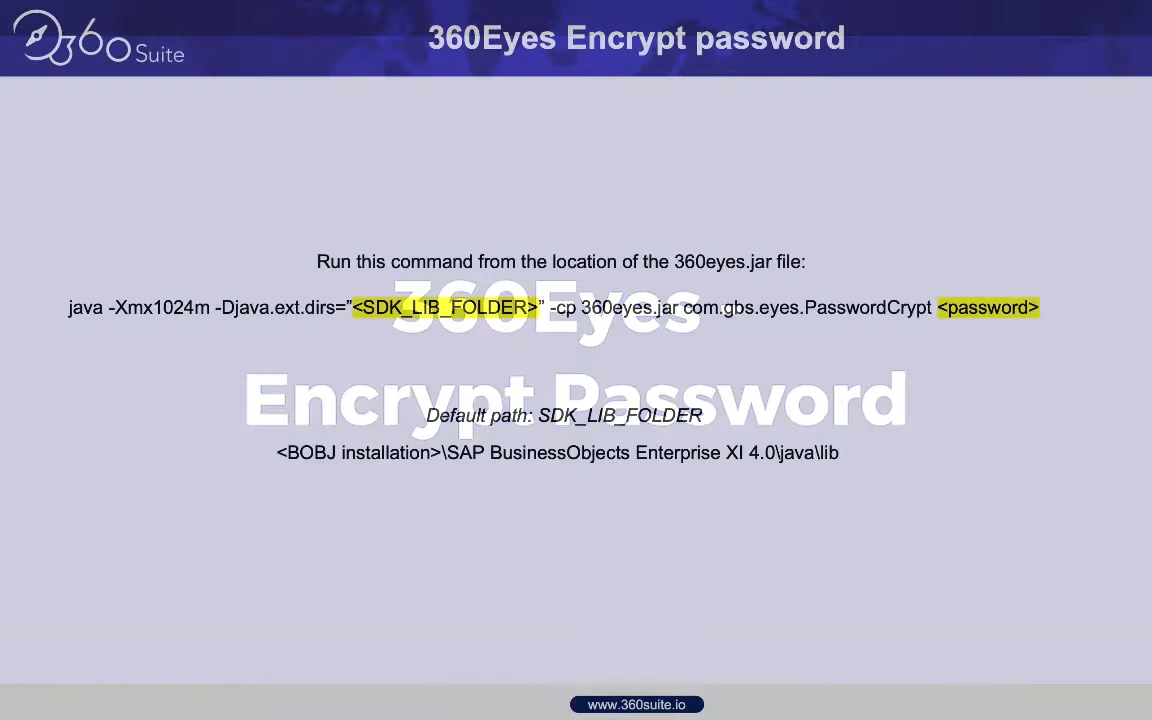 360Suite
360Eyes Encrypt password
Run this command from the location of the 360eyes.jar file:
java -Xmx1024m -Djava.ext.dirs=”<SDK_LIB_FOLDER>” -cp 360eyes.jar com.gbs.eyes.PasswordCrypt <password>
360Eyes
Encrypt Password
Default path: SDK_LIB_FOLDER
<BOBJ installation>\SAP BusinessObjects Enterprise XI 4.0\java\lib
www.360suite.io